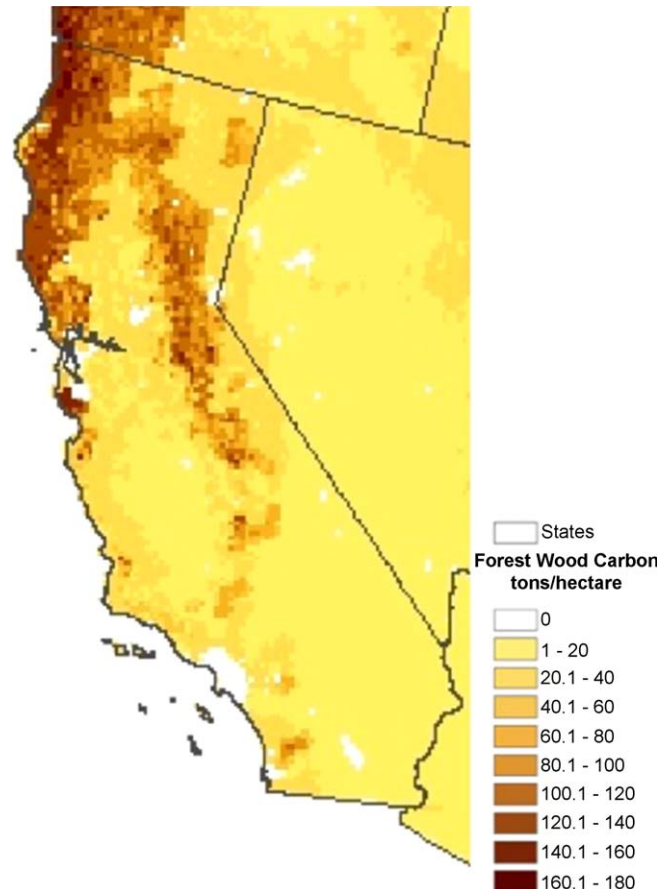 States
Forest Wood Carbon
tons/hectare
0
1 - 20
20.1 - 40
40.1 - 60
60.1 - 80
80.1 - 100
100.1 - 120
120.1 - 140
140.1 - 160
160.1 - 180